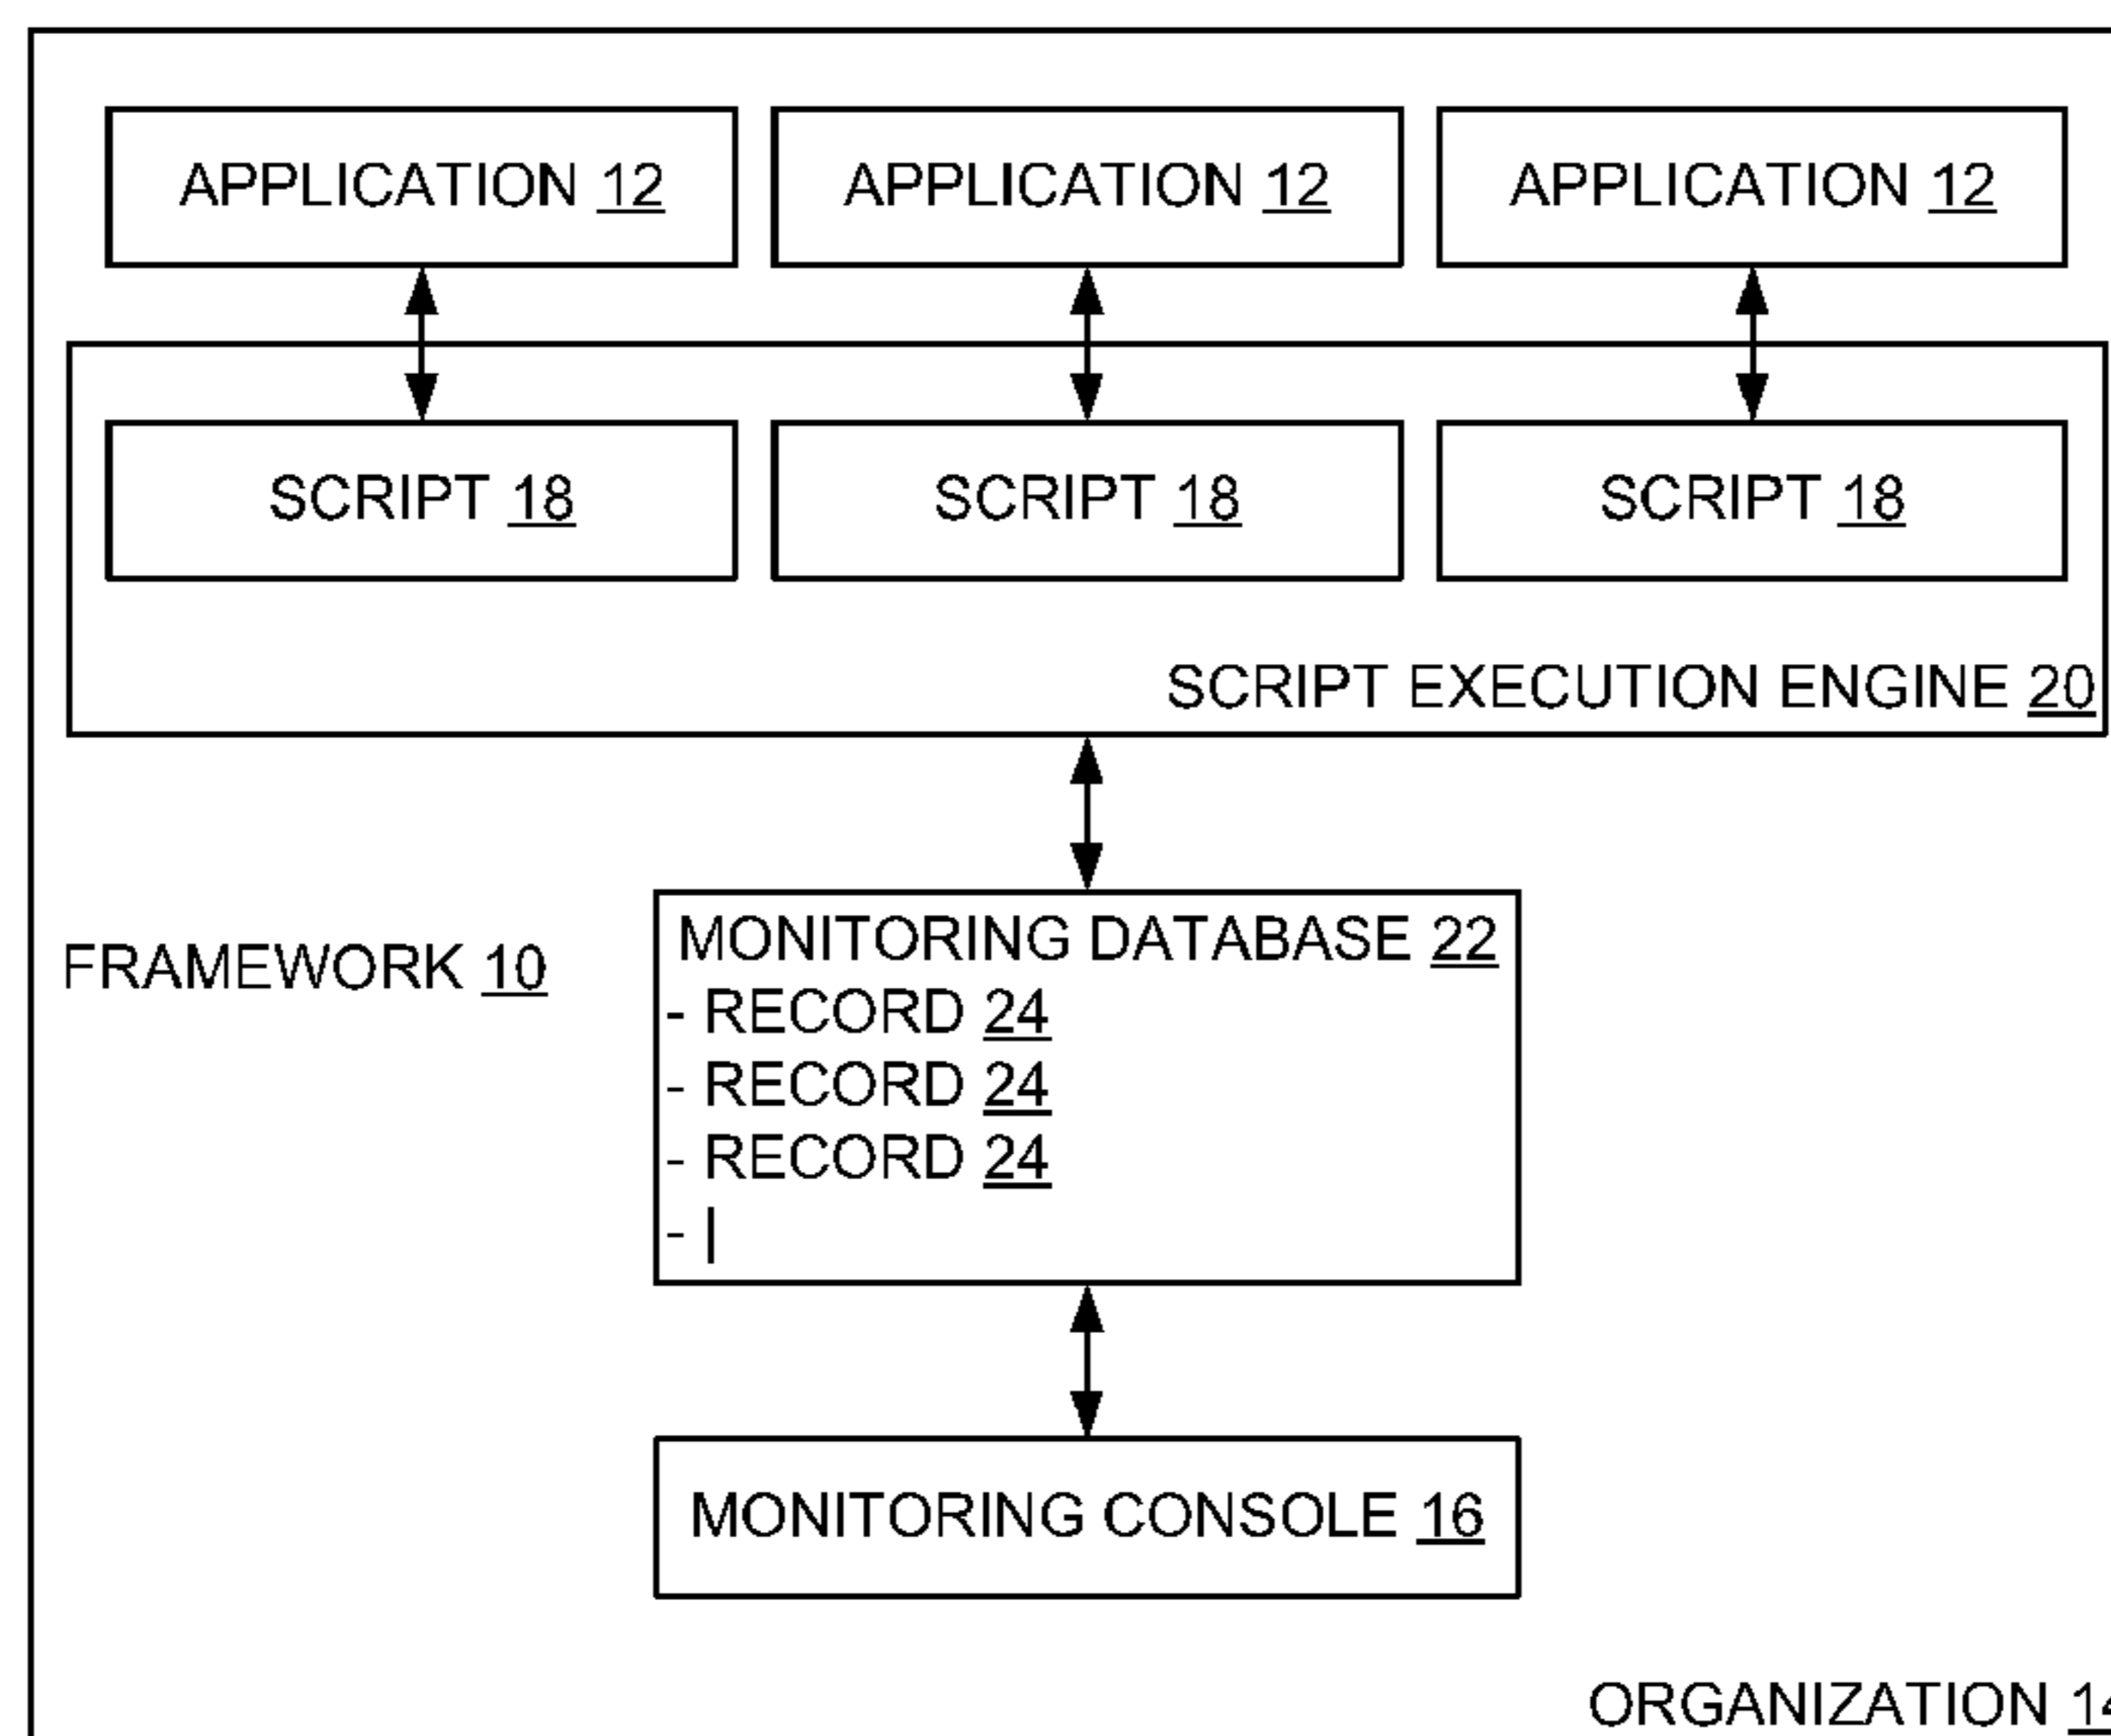 APPLICATION 12 APPLICATION 12 APPLICATION 12
SCRIPT 18 SCRIPT 18 SCRIPT 18
SCRIPT EXECUTION ENGINE 20
MONITORING DATABASE 22
FRAMEWORK 10
- RECORD 24
- RECORD 24
- RECORD 24
- |
MONITORING CONSOLE 16
ORGANIZATION 14